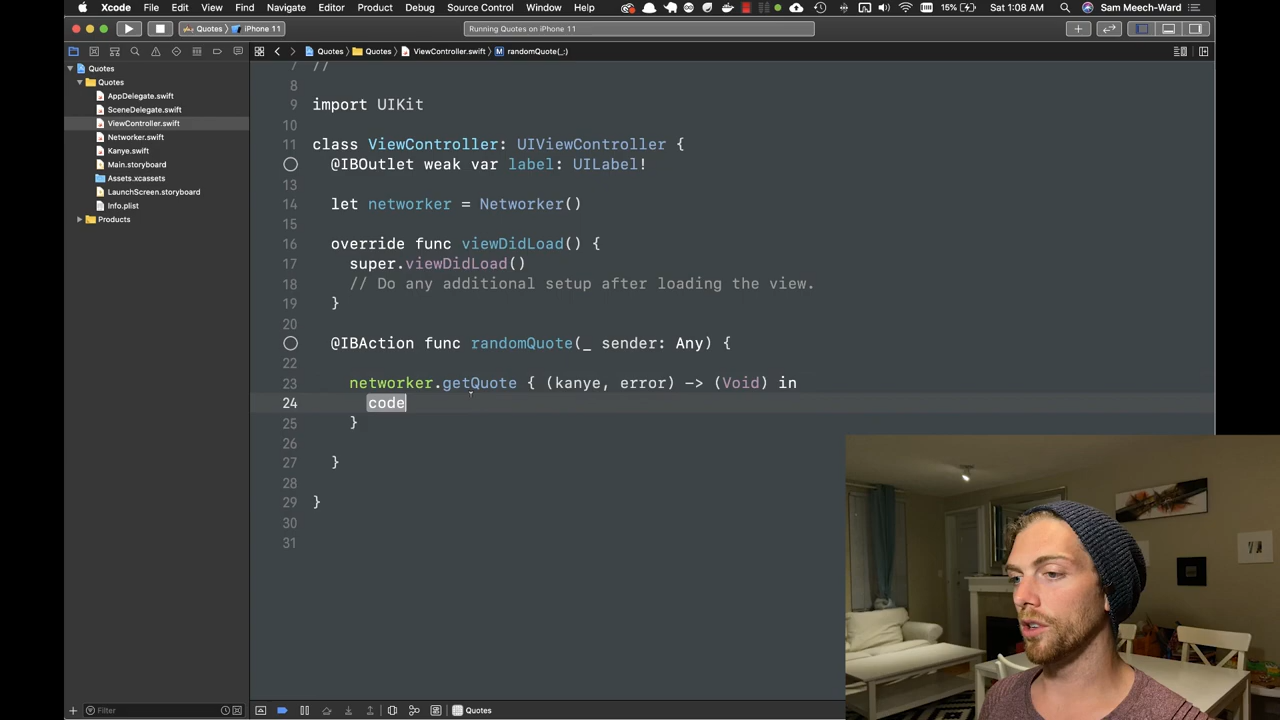 Xcode File Edit View Find Navigate Editor Product Debug Source Control Window Help 15% Sat 1:08 AM Sam Meech-Ward
Quotes iPhone 11 Running Quotes on iPhone 11
Quotes Quotes ViewController.swift M randomQuote(_:)
Quotes
Quotes
AppDelegate.swift
SceneDelegate.swift
ViewController.swift
Networker.swift
Kanye.swift
Main.storyboard
Assets.xcassets
LaunchScreen.storyboard
Info.plist
Products
7 //
8
9 import UIKit
10
11 class ViewController: UIViewController {
@IBOutlet weak var label: UILabel!
13
14 let networker = Networker()
15
16 override func viewDidLoad() {
17 super.viewDidLoad()
18 // Do any additional setup after loading the view.
19 }
20
@IBAction func randomQuote(_ sender: Any) {
22
23 networker.getQuote { (kanye, error) -> (Void) in
24 code
25 }
26
27 }
28
29 }
30
31
Filter Quotes